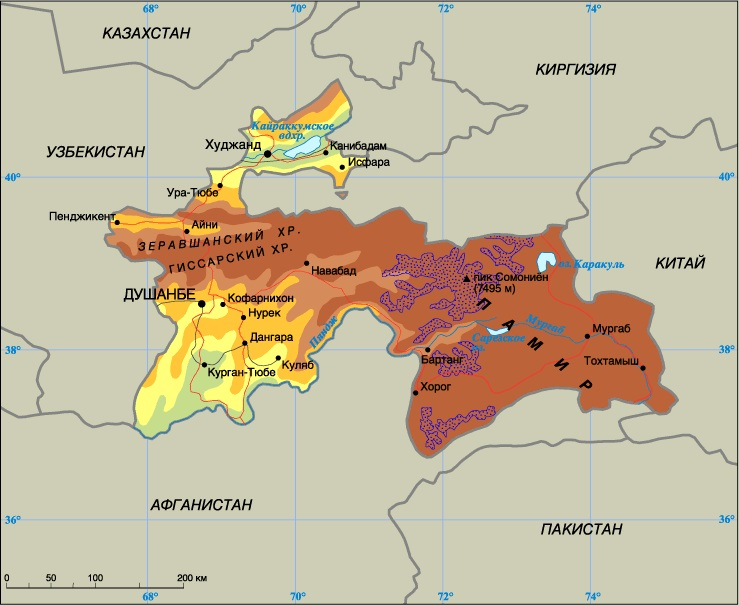 68° 70° 72° 74°
КАЗАХСТАН
КИРГИЗИЯ
УЗБЕКИСТАН
КИТАЙ
Кайраккумское
вдхр.
Худжанд
Канибадам
Исфара
40° 40°
Ура-Тюбе
Пенджикент
Айни
ЗЕРАВШАНСКИЙ ХР.
ГИССАРСКИЙ ХР.
Навабад
пик Сомониён
(7495 м)
оз. Каракуль
ДУШАНБЕ
Кофарнихон
Нурек
Дангара
Курган-Тюбе
Куляб
Пяндж
ПАМИР
Мургаб
Сарезское
оз.
Мургаб
Бартанг
Тохтамыш
Хорог
38° 38°
АФГАНИСТАН
ПАКИСТАН
36° 36°
0 50 100 200 км
68° 70° 72° 74°